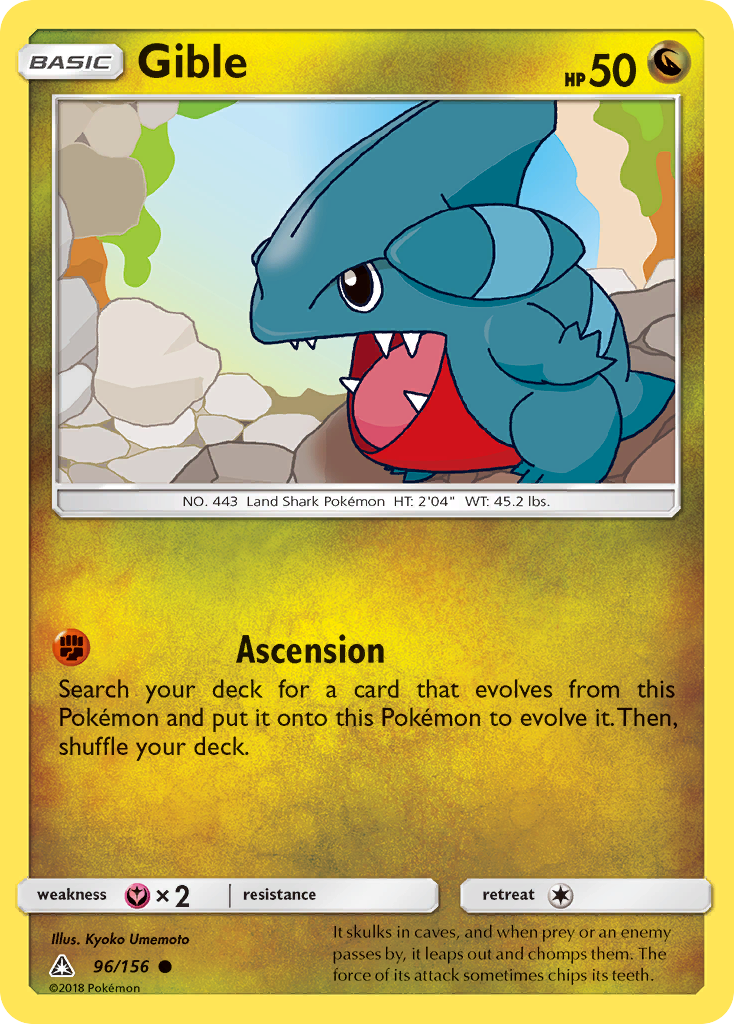 BASIC Gible HP 50
NO. 443 Land Shark Pokémon HT: 2'04" WT: 45.2 lbs.
Ascension
Search your deck for a card that evolves from this
Pokémon and put it onto this Pokémon to evolve it. Then,
shuffle your deck.
weakness × 2 resistance retreat
Illus. Kyoko Umemoto
96/156
©2018 Pokémon
It skulks in caves, and when prey or an enemy
passes by, it leaps out and chomps them. The
force of its attack sometimes chips its teeth.